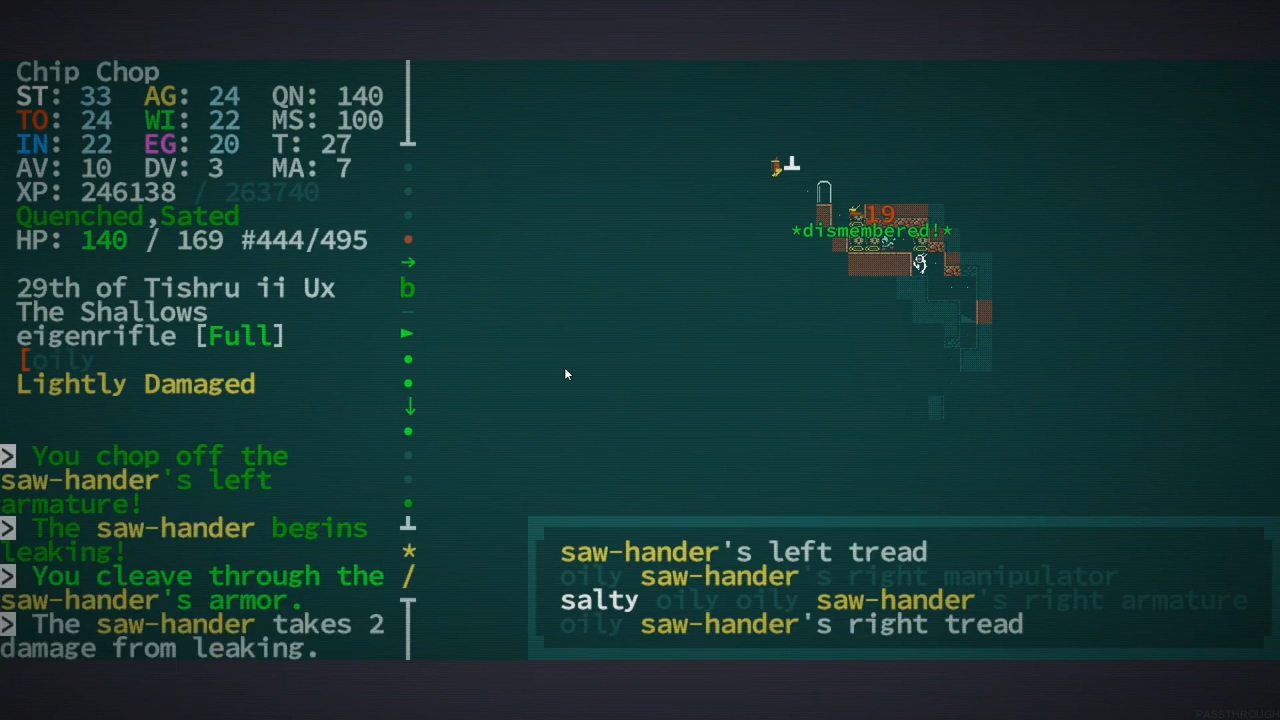 Chip Chop
ST: 33 AG: 24 QN: 140
TO: 24 WI: 22 MS: 100
IN: 22 EG: 20 T: 27
AV: 10 DV: 3 MA: 7
XP: 246138 / 263740
Quenched,Sated
HP: 140 / 169 #444/495
29th of Tishru ii Ux
The Shallows
eigenrifle [Full]
[oily
Lightly Damaged
> You chop off the
saw-hander's left
armature!
> The saw-hander begins
leaking!
> You cleave through the
saw-hander's armor.
> The saw-hander takes 2
damage from leaking.
b
*
/
19
*dismembered!*
saw-hander's left tread
oily saw-hander's right manipulator
salty oily oily saw-hander's right armature
oily saw-hander's right tread